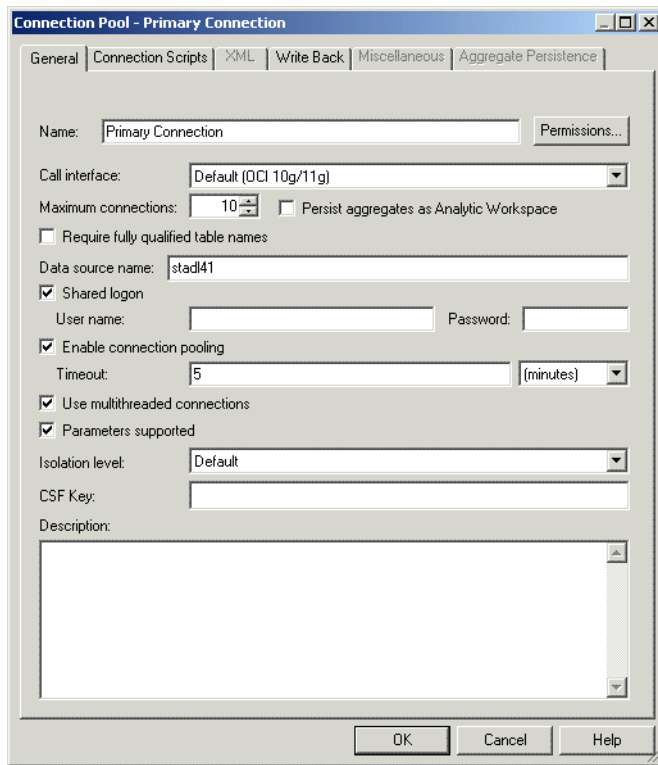 Connection Pool - Primary Connection
General Connection Scripts XML Write Back Miscellaneous Aggregate Persistence
Name: Primary Connection Permissions...
Call interface: Default (OCI 10g/11g)
Maximum connections: 10 Persist aggregates as Analytic Workspace
Require fully qualified table names
Data source name: stadl41
Shared logon
User name: Password:
Enable connection pooling
Timeout: 5 (minutes)
Use multithreaded connections
Parameters supported
Isolation level: Default
CSF Key:
Description:
OK Cancel Help